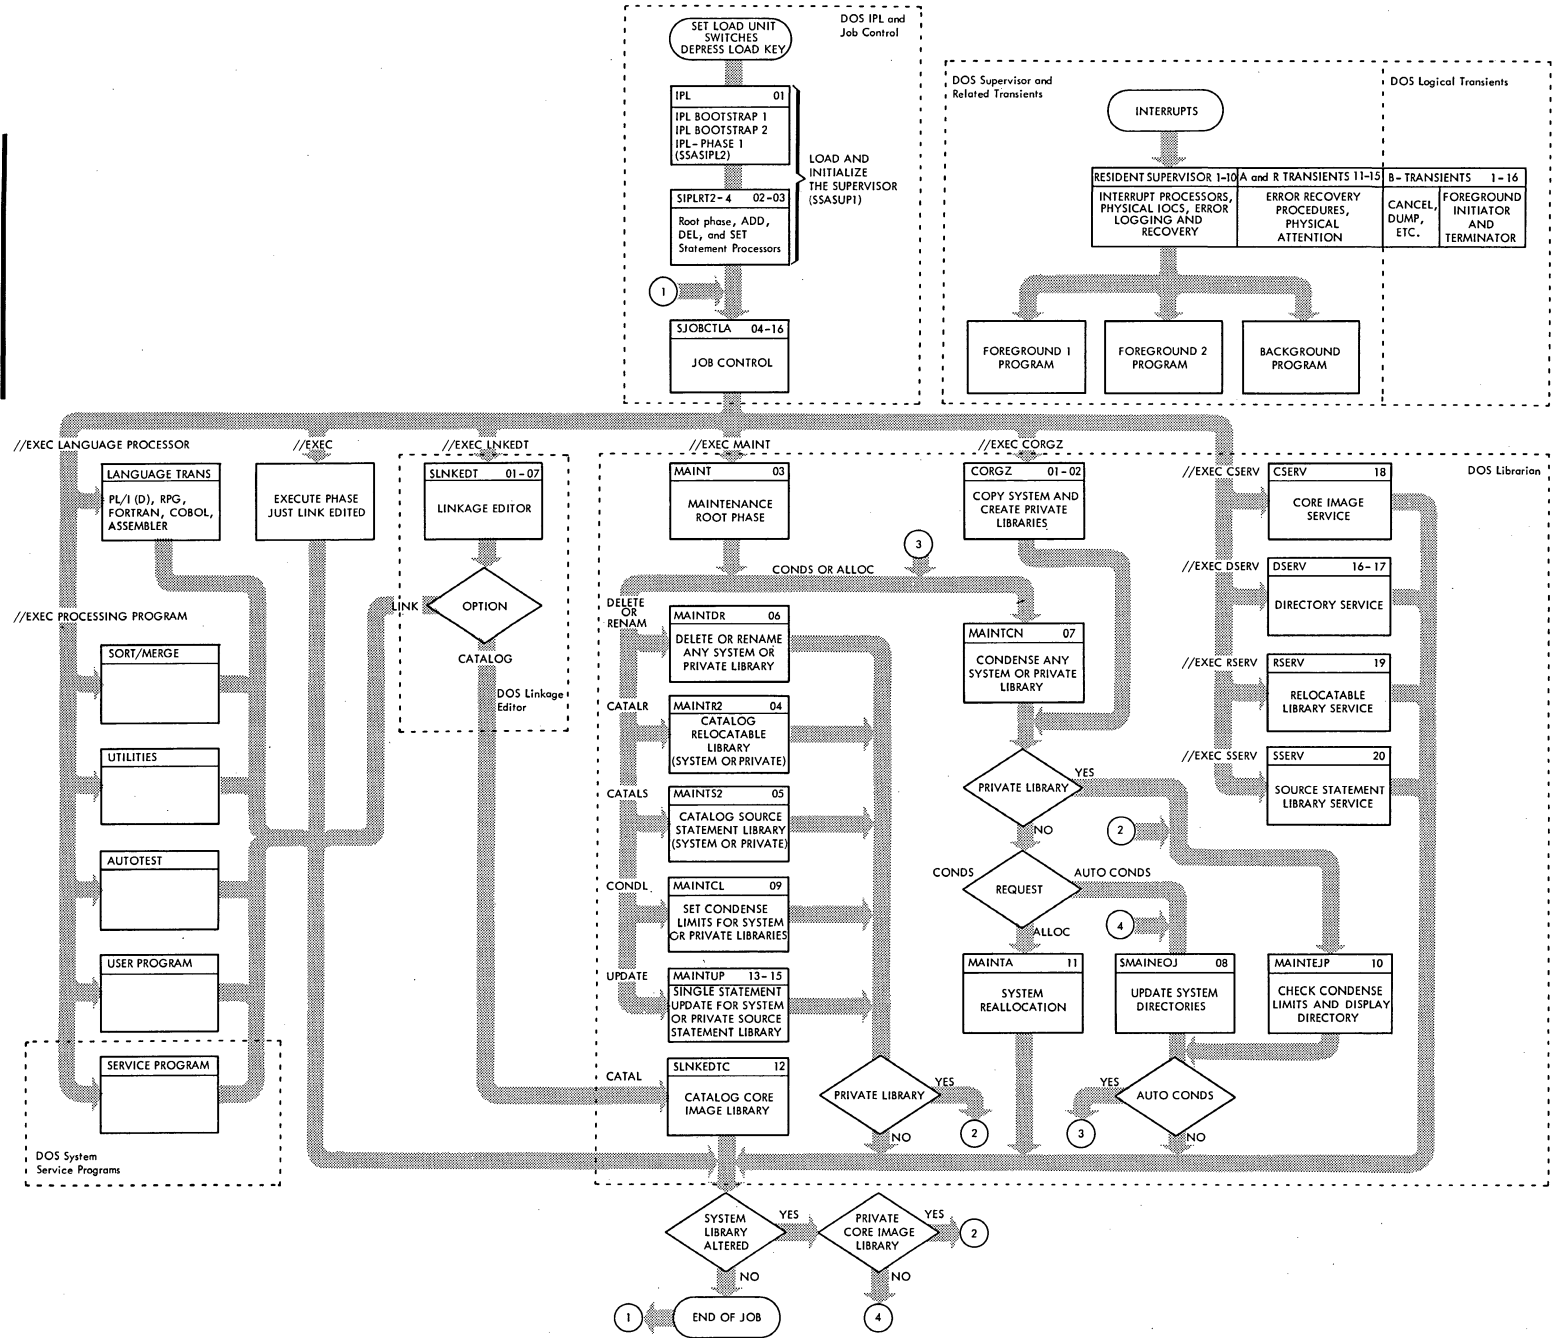 DOS IPL and
Job Control
SET LOAD UNIT
SWITCHES
DEPRESS LOAD KEY
IPL 01
IPL BOOTSTRAP 1
IPL BOOTSTRAP 2
IPL-PHASE 1
(SSASIPL2)
LOAD AND
INITIALIZE
THE SUPERVISOR
(SSASUP1)
SIPLRT2-4 02-03
Root phase, ADD,
DEL, and SET
Statement Processors
1
SJOBCTLA 04-16
JOB CONTROL
DOS Supervisor and
Related Transients
DOS Logical Transients
INTERRUPTS
RESIDENT SUPERVISOR 1-10
INTERRUPT PROCESSORS,
PHYSICAL IOCS, ERROR
LOGGING AND
RECOVERY
A and R TRANSIENTS 11-15
ERROR RECOVERY
PROCEDURES,
PHYSICAL
ATTENTION
B-TRANSIENTS 1-16
CANCEL,
DUMP,
ETC.
FOREGROUND
INITIATOR
AND
TERMINATOR
FOREGROUND 1
PROGRAM
FOREGROUND 2
PROGRAM
BACKGROUND
PROGRAM
//EXEC LANGUAGE PROCESSOR
LANGUAGE TRANS
PL/I (D), RPG,
FORTRAN, COBOL,
ASSEMBLER
//EXEC PROCESSING PROGRAM
SORT/MERGE
UTILITIES
AUTOTEST
USER PROGRAM
SERVICE PROGRAM
DOS System
Service Programs
//EXEC
EXECUTE PHASE
JUST LINK EDITED
//EXEC LNKEDT
SLNKEDT 01-07
LINKAGE EDITOR
OPTION
LINK
CATALOG
DOS Linkage
Editor
//EXEC MAINT
MAINT 03
MAINTENANCE
ROOT PHASE
CONDS OR ALLOC
3
DELETE
OR
RENAM
MAINTDR 06
DELETE OR RENAME
ANY SYSTEM OR
PRIVATE LIBRARY
CATALR
MAINTR2 04
CATALOG
RELOCATABLE
LIBRARY
(SYSTEM OR PRIVATE)
CATALS
MAINTS2 05
CATALOG SOURCE
STATEMENT LIBRARY
(SYSTEM OR PRIVATE)
CONDL
MAINTCL 09
SET CONDENSE
LIMITS FOR SYSTEM
OR PRIVATE LIBRARIES
UPDATE
MAINTUP 13-15
SINGLE STATEMENT
UPDATE FOR SYSTEM
OR PRIVATE SOURCE
STATEMENT LIBRARY
CATAL
SLNKEDTC 12
CATALOG CORE
IMAGE LIBRARY
PRIVATE LIBRARY
YES
2
NO
//EXEC CORGZ
CORGZ 01-02
COPY SYSTEM AND
CREATE PRIVATE
LIBRARIES
MAINTCN 07
CONDENSE ANY
SYSTEM OR PRIVATE
LIBRARY
PRIVATE LIBRARY
YES
NO
2
CONDS
REQUEST
AUTO CONDS
ALLOC
4
MAINTA 11
SYSTEM
REALLOCATION
SMAINEOJ 08
UPDATE SYSTEM
DIRECTORIES
MAINTEJP 10
CHECK CONDENSE
LIMITS AND DISPLAY
DIRECTORY
AUTO CONDS
YES
3
NO
DOS Librarian
//EXEC CSERV
CSERV 18
CORE IMAGE
SERVICE
//EXEC DSERV
DSERV 16-17
DIRECTORY SERVICE
//EXEC RSERV
RSERV 19
RELOCATABLE
LIBRARY SERVICE
//EXEC SSERV
SSERV 20
SOURCE STATEMENT
LIBRARY SERVICE
SYSTEM
LIBRARY
ALTERED
YES
PRIVATE
CORE IMAGE
LIBRARY
YES
2
NO
NO
1
END OF JOB
4